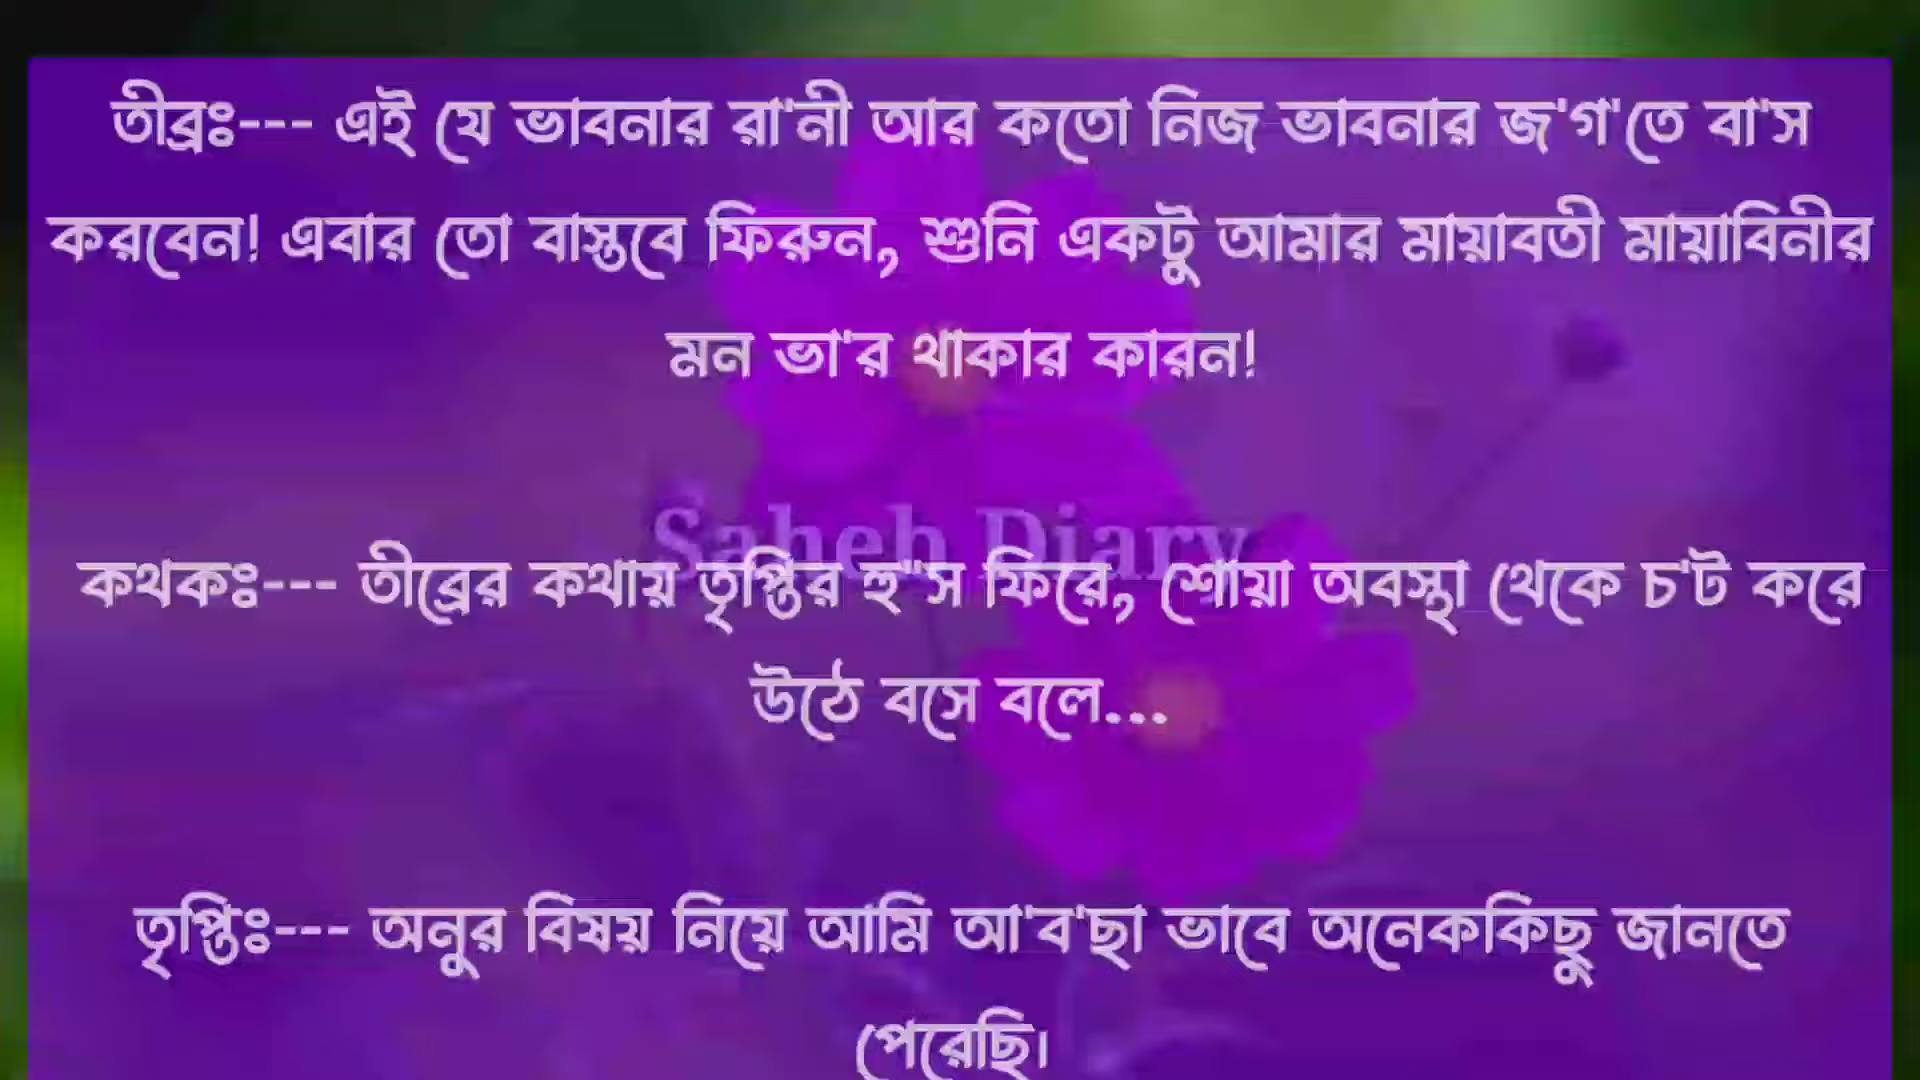 তীব্রঃ--- এই যে ভাবনার রা'নী আর কতো নিজ ভাবনার জ'গ'তে বা'স
করবেন! এবার তো বাস্তবে ফিরুন, শুনি একটু আমার মায়াবতী মায়াবিনীর
মন ভা'র থাকার কারন!
Saheb Diary
কথকঃ--- তীব্রের কথায় তৃপ্তির হু"স ফিরে, শোয়া অবস্থা থেকে চ'ট করে
উঠে বসে বলে...
তৃপ্তিঃ--- অনুর বিষয় নিয়ে আমি আ'ব'ছা ভাবে অনেককিছু জানতে
পেরেছি।